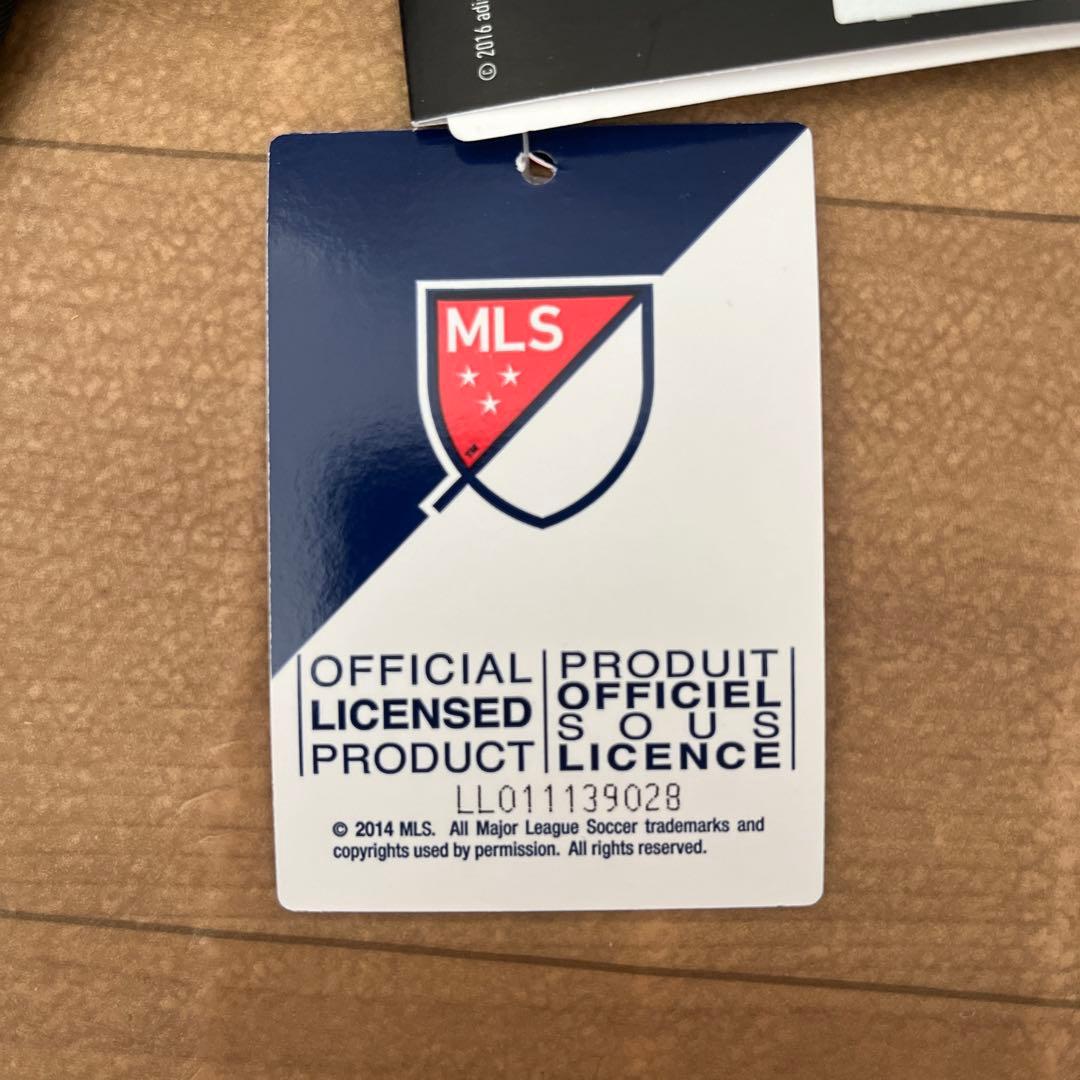 © 2016 adi
MLS
TM
OFFICIAL
LICENSED
PRODUCT
PRODUIT
OFFICIEL
SOUS
LICENCE
LL011139028
© 2014 MLS. All Major League Soccer trademarks and
copyrights used by permission. All rights reserved.